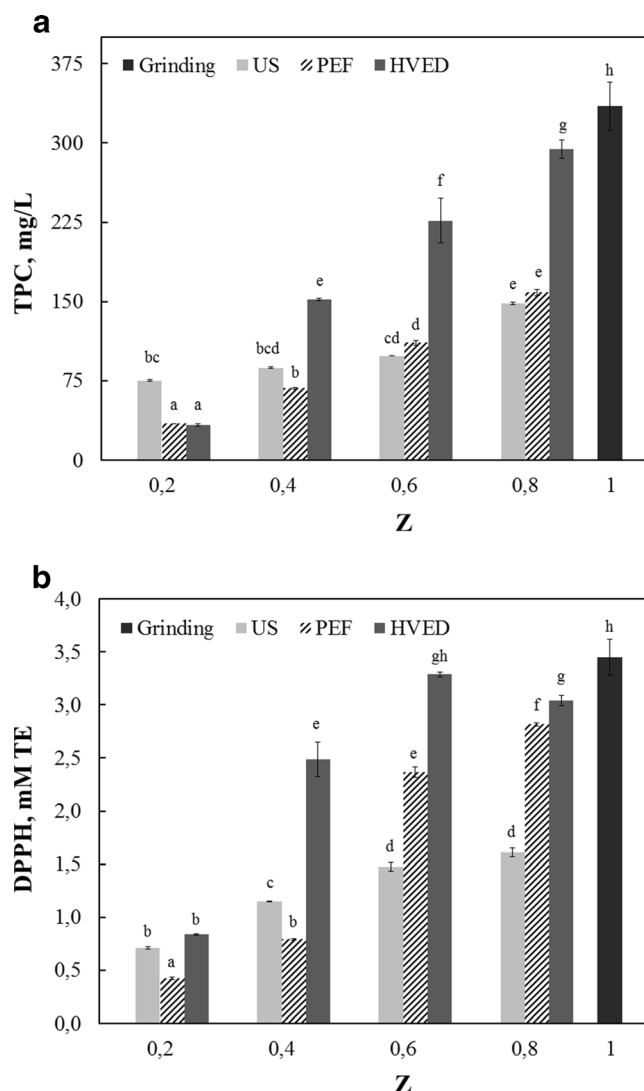 a
375
300
225
150
75
0
TPC, mg/L
Grinding US PEF HVED
bc a a
bcd b e
cd d f
e e g
h
0,2 0,4 0,6 0,8 1
Z
b
4,0
3,5
3,0
2,5
2,0
1,5
1,0
0,5
0,0
DPPH, mM TE
Grinding US PEF HVED
b a b
c b e
d e gh
d f g
h
0,2 0,4 0,6 0,8 1
Z